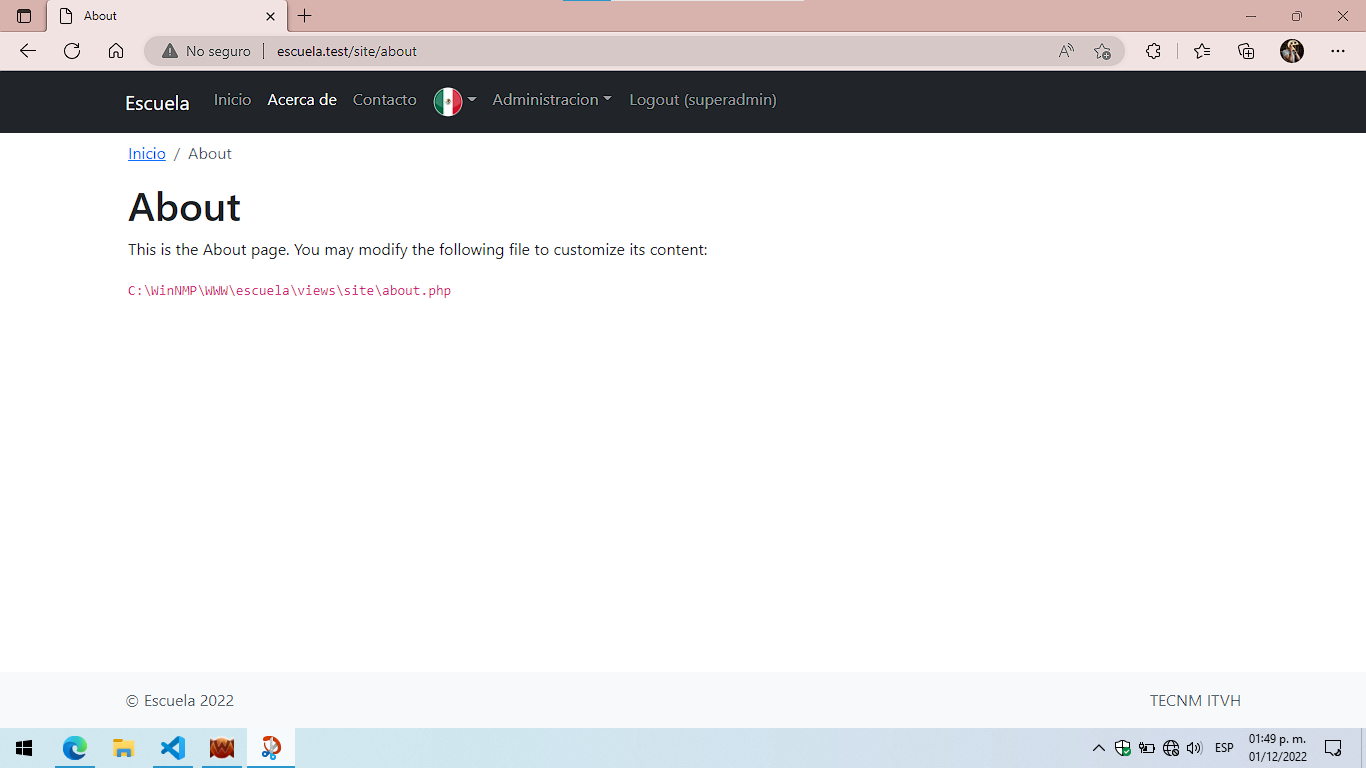 About
No seguro
escuela.test/site/about
Escuela Inicio Acerca de Contacto Administracion Logout (superadmin)
Inicio / About
About
This is the About page. You may modify the following file to customize its content:
C:\WinNMP\WWW\escuela\views\site\about.php
© Escuela 2022 TECNM ITVH
ESP
01:49 p. m.
01/12/2022